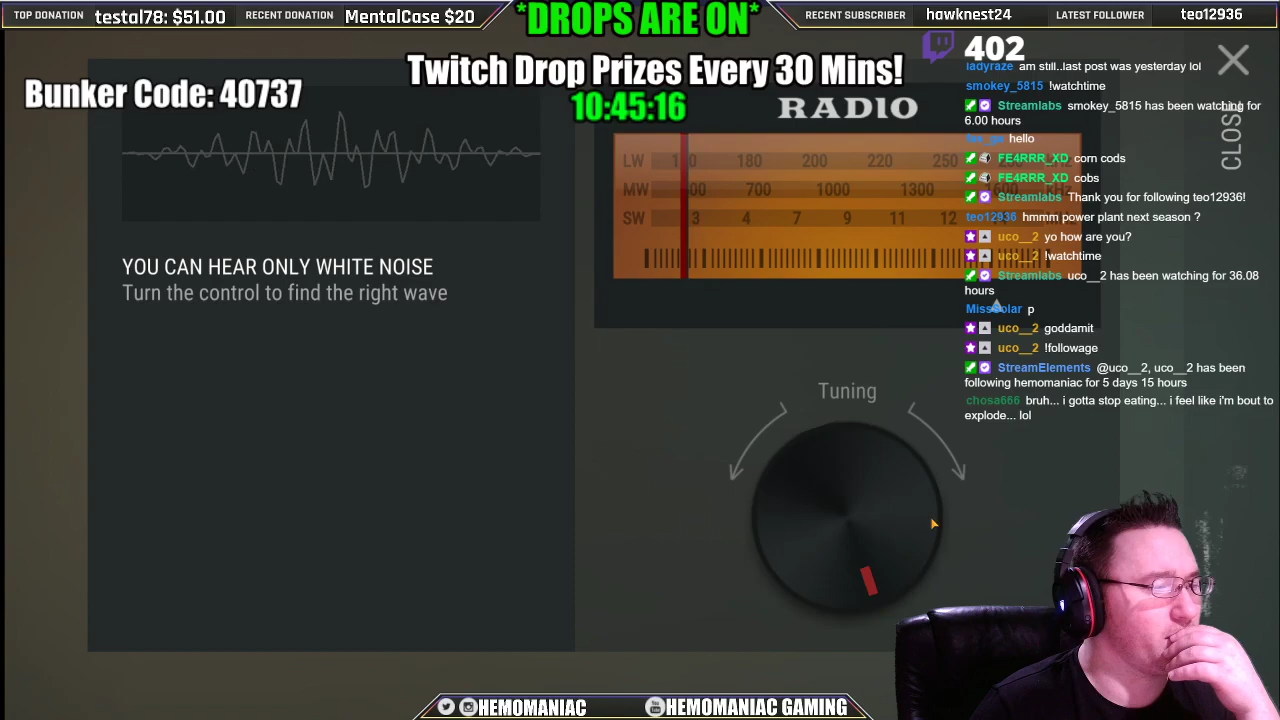 TOP DONATION testal78: $51.00 RECENT DONATION MentalCase $20
*DROPS ARE ON*
RECENT SUBSCRIBER hawknest24 LATEST FOLLOWER teo12936
Twitch Drop Prizes Every 30 Mins!
10:45:16
Bunker Code: 40737
402
CLOSE
RADIO
LW 180 200 220 250
MW 700 1000 1300 1600 KHz
SW 3 4 7 9 11 12
YOU CAN HEAR ONLY WHITE NOISE
Turn the control to find the right wave
Tuning
ladyraze am still..last post was yesterday lol
smokey_5815 !watchtime
Streamlabs smokey_5815 has been watching for
6.00 hours
hello
FE4RRR_XD corn cods
FE4RRR_XD cobs
Streamlabs Thank you for following teo12936!
teo12936 hmmm power plant next season ?
uco__2 yo how are you?
uco__2 !watchtime
Streamlabs uco__2 has been watching for 36.08
hours
MissSolar p
uco__2 goddamit
uco__2 !followage
StreamElements @uco__2, uco__2 has been
following hemomaniac for 5 days 15 hours
chosa666 bruh... i gotta stop eating... i feel like i'm bout to
explode... lol
HEMOMANIAC HEMOMANIAC GAMING